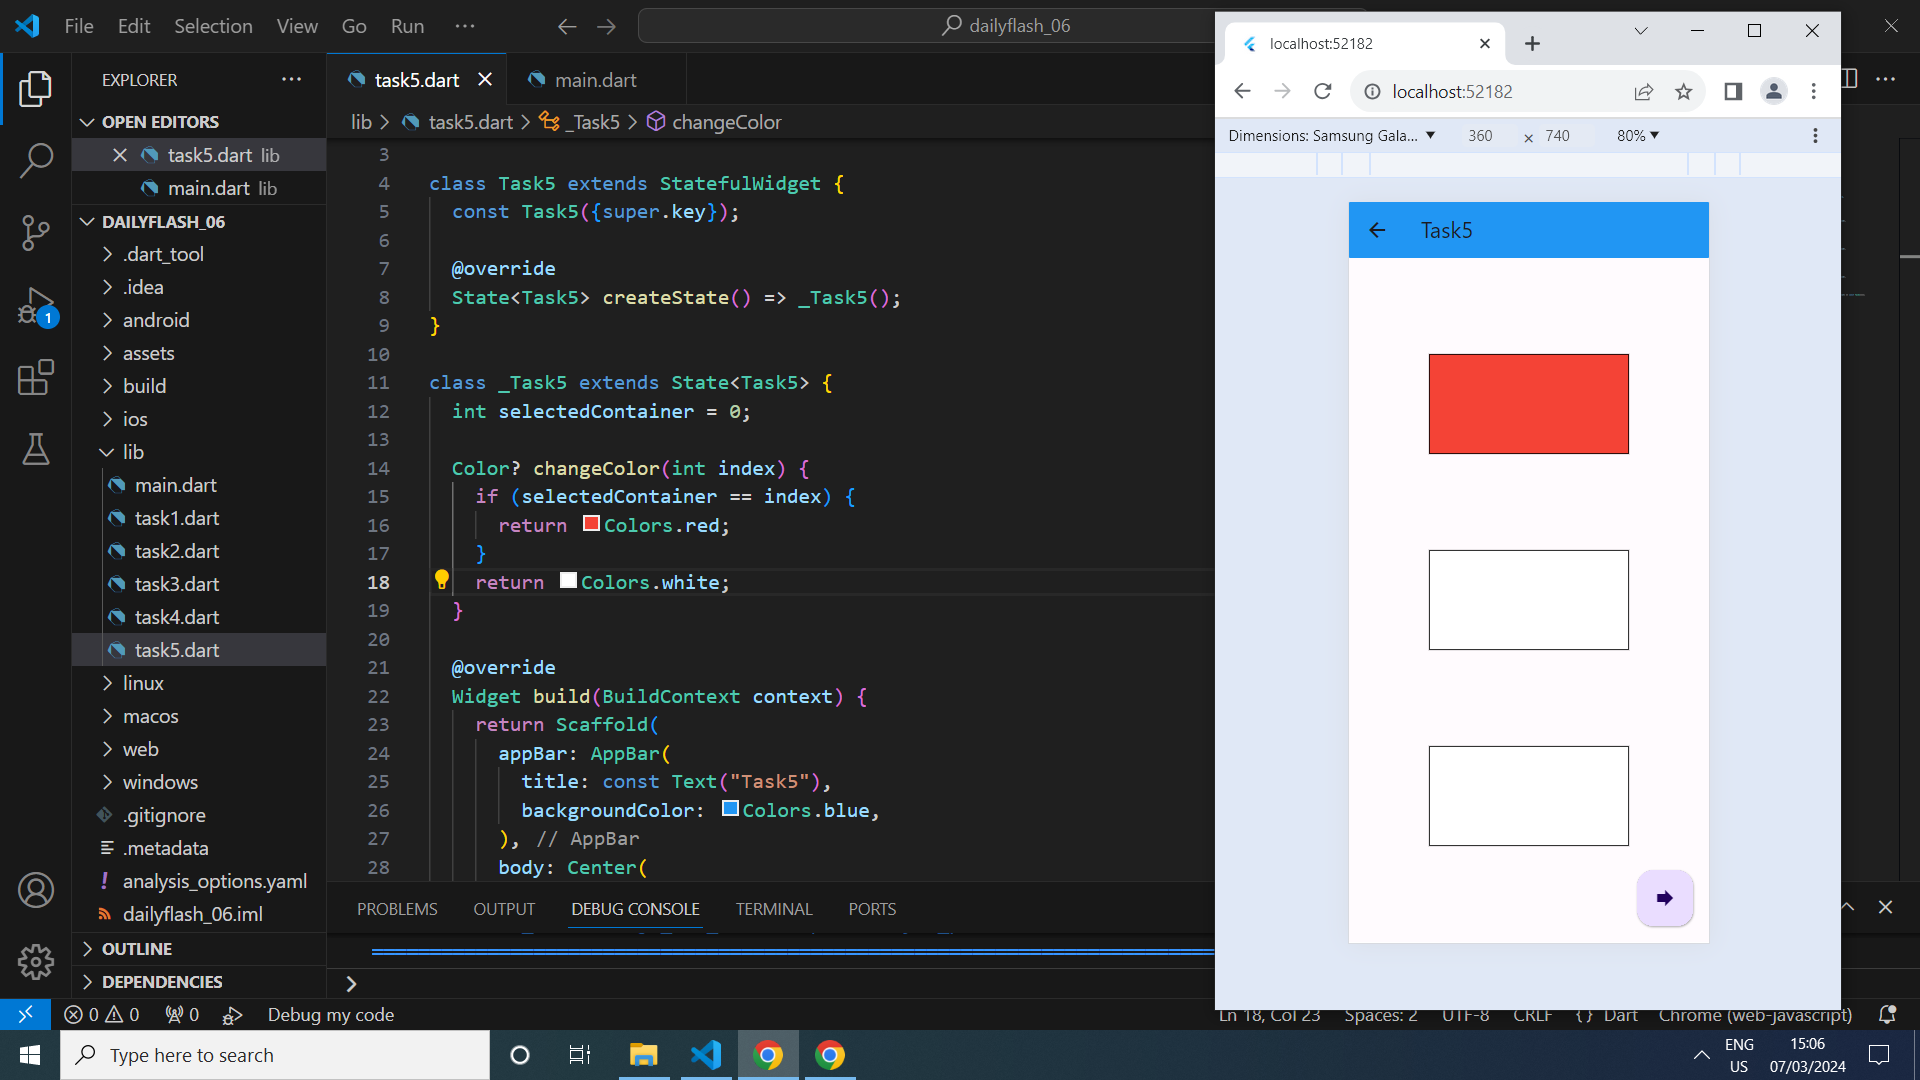 File Edit Selection View Go Run ···
dailyflash_06
EXPLORER
OPEN EDITORS
task5.dart lib
main.dart lib
DAILYFLASH_06
.dart_tool
.idea
android
assets
build
ios
lib
main.dart
task1.dart
task2.dart
task3.dart
task4.dart
task5.dart
linux
macos
web
windows
.gitignore
.metadata
analysis_options.yaml
dailyflash_06.iml
OUTLINE
DEPENDENCIES
1
task5.dart
main.dart
lib > task5.dart > _Task5 > changeColor
3
4 class Task5 extends StatefulWidget {
5 const Task5({super.key});
6
7 @override
8 State<Task5> createState() => _Task5();
9 }
10
11 class _Task5 extends State<Task5> {
12 int selectedContainer = 0;
13
14 Color? changeColor(int index) {
15 if (selectedContainer == index) {
16 return Colors.red;
17 }
18 return Colors.white;
19 }
20
21 @override
22 Widget build(BuildContext context) {
23 return Scaffold(
24 appBar: AppBar(
25 title: const Text("Task5"),
26 backgroundColor: Colors.blue,
27 ), // AppBar
28 body: Center(
PROBLEMS OUTPUT DEBUG CONSOLE TERMINAL PORTS
localhost:52182
localhost:52182
Dimensions: Samsung Gala... 360 × 740 80%
Task5
0 0 0 Debug my code
Ln 18, Col 23 Spaces: 2 UTF-8 CRLF {} Dart Chrome (web-javascript)
Type here to search
ENG
US
15:06
07/03/2024